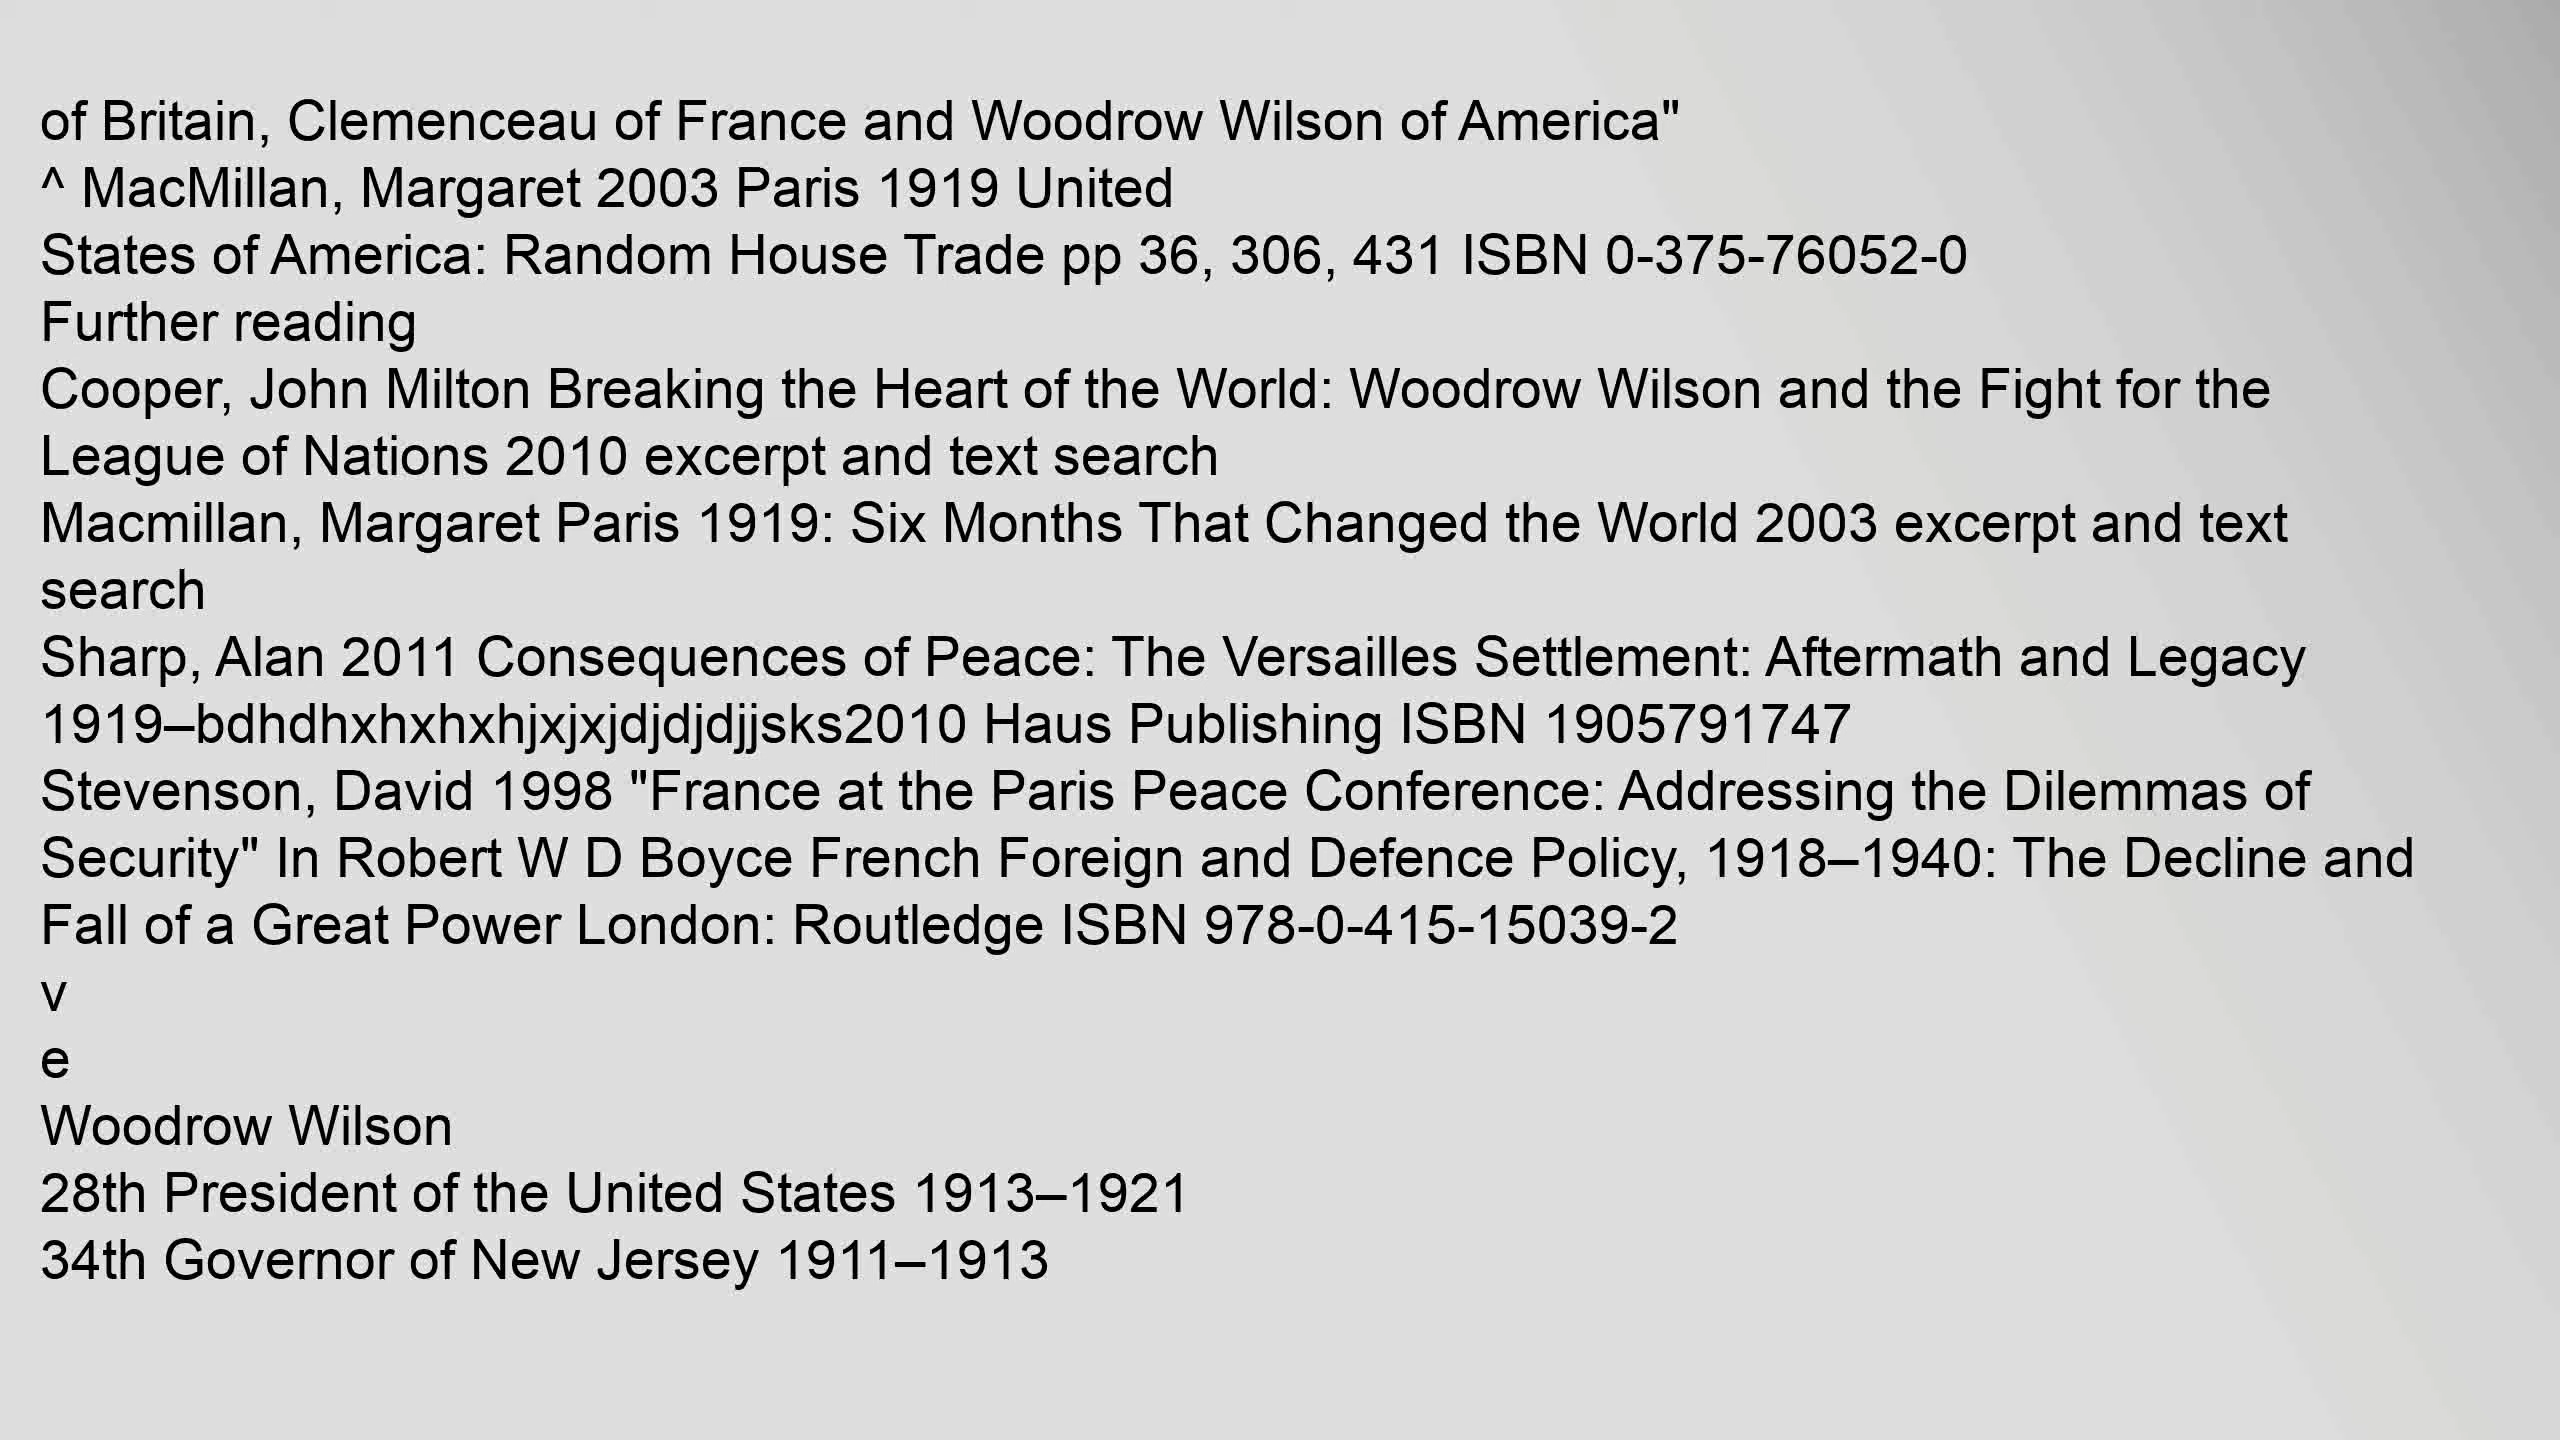 of Britain, Clemenceau of France and Woodrow Wilson of America"
^ MacMillan, Margaret 2003 Paris 1919 United
States of America: Random House Trade pp 36, 306, 431 ISBN 0-375-76052-0
Further reading
Cooper, John Milton Breaking the Heart of the World: Woodrow Wilson and the Fight for the
League of Nations 2010 excerpt and text search
Macmillan, Margaret Paris 1919: Six Months That Changed the World 2003 excerpt and text
search
Sharp, Alan 2011 Consequences of Peace: The Versailles Settlement: Aftermath and Legacy
1919–bdhdhxhxhxhjxjxjdjdjdjjsks2010 Haus Publishing ISBN 1905791747
Stevenson, David 1998 "France at the Paris Peace Conference: Addressing the Dilemmas of
Security" In Robert W D Boyce French Foreign and Defence Policy, 1918–1940: The Decline and
Fall of a Great Power London: Routledge ISBN 978-0-415-15039-2
v
e
Woodrow Wilson
28th President of the United States 1913–1921
34th Governor of New Jersey 1911–1913